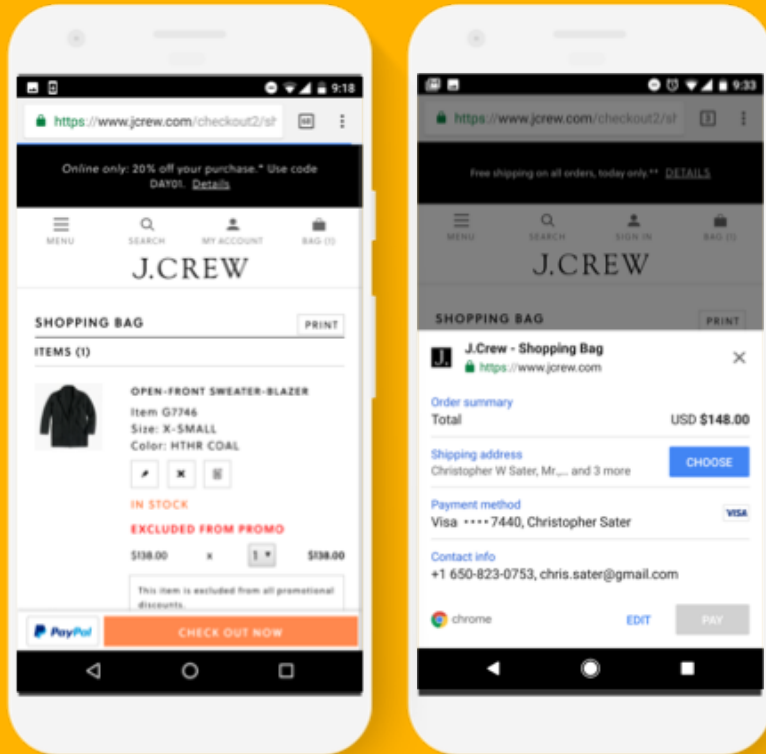 9:18
https://www.jcrew.com/checkout2/sh
68
Online only: 20% off your purchase.* Use code
DAY01. Details
MENU
SEARCH
MY ACCOUNT
BAG (1)
J.CREW
SHOPPING BAG
PRINT
ITEMS (1)
OPEN-FRONT SWEATER-BLAZER
Item G7746
Size: X-SMALL
Color: HTHR COAL
IN STOCK
EXCLUDED FROM PROMO
$138.00 x 1 $138.00
This item is excluded from all promotional
discounts.
PayPal
CHECK OUT NOW
9:33
https://www.jcrew.com/checkout2/sh
3
Free shipping on all orders, today only.** DETAILS
MENU
SEARCH
SIGN IN
BAG (1)
J.CREW
SHOPPING BAG
PRINT
J.
J.Crew - Shopping Bag
https://www.jcrew.com
Order summary
Total USD $148.00
Shipping address
Christopher W Sater, Mr.,... and 3 more
CHOOSE
Payment method
Visa ････7440, Christopher Sater
VISA
Contact info
+1 650-823-0753, chris.sater@gmail.com
chrome
EDIT
PAY